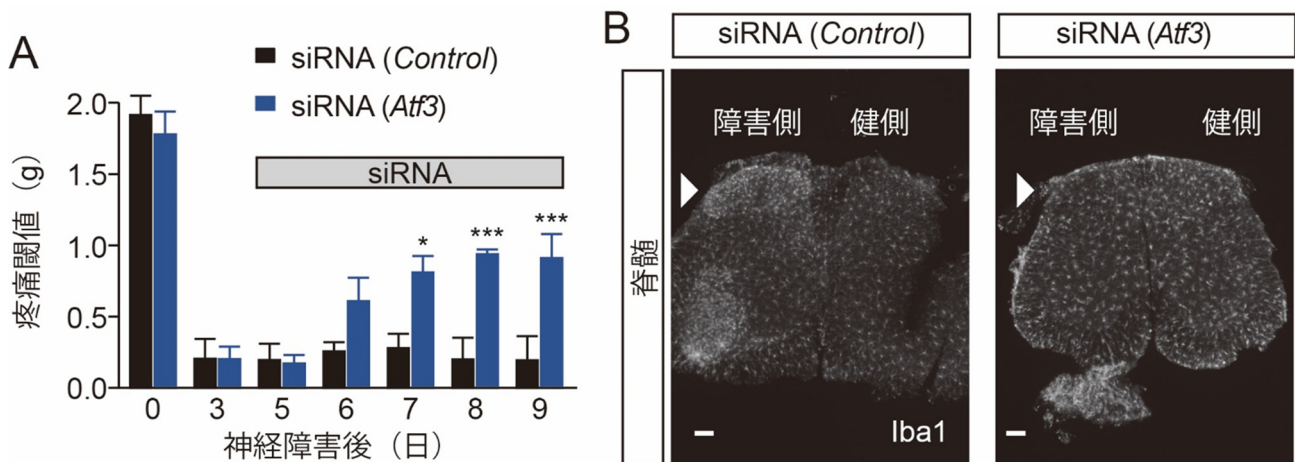 A
siRNA (Control)
siRNA (Atf3)
siRNA
疼痛閾値 (g)
2.0
1.5
1.0
0.5
0.0
*
***
***
0 3 5 6 7 8 9
神経障害後 (日)
B
siRNA (Control)
siRNA (Atf3)
脊髄
障害側 健側
障害側 健側
Iba1